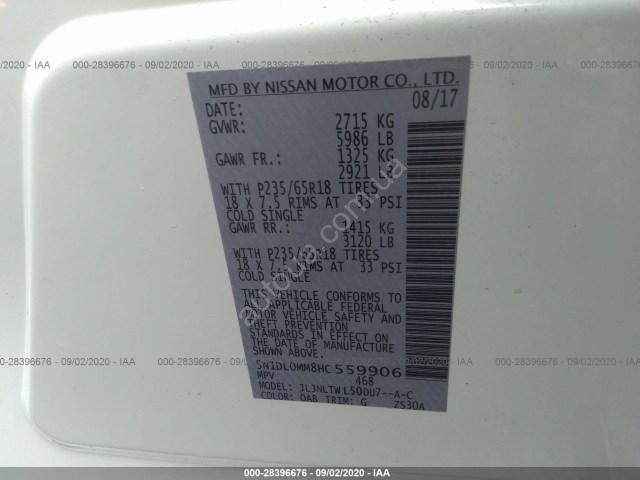 000-28396676 - 09/02/2020 - IAA
MFD BY NISSAN MOTOR CO., LTD.
DATE: 08/17
GVWR: 2715 KG
5986 LB
GAWR FR.: 1325 KG
2921 LB
WITH P235/65R18 TIRES
18 X 7.5 RIMS AT 33 PSI
COLD SINGLE
GAWR RR.: 1415 KG
3120 LB
WITH P235/65R18 TIRES
18 X 7.5 RIMS AT 33 PSI
COLD SINGLE
THIS VEHICLE CONFORMS TO
ALL APPLICABLE FEDERAL
MOTOR VEHICLE SAFETY AND
THEFT PREVENTION
STANDARDS IN EFFECT ON
THE DATE OF MANUFACTURE
SHOWN ABOVE.
5N1DL0MM8HC559906
MPV 468
MODEL: JLJNLTWL50DU7--A-C
COLOR: QAB TRIM: G ZS30A
000-28396676 - 09/02/2020 - IAA